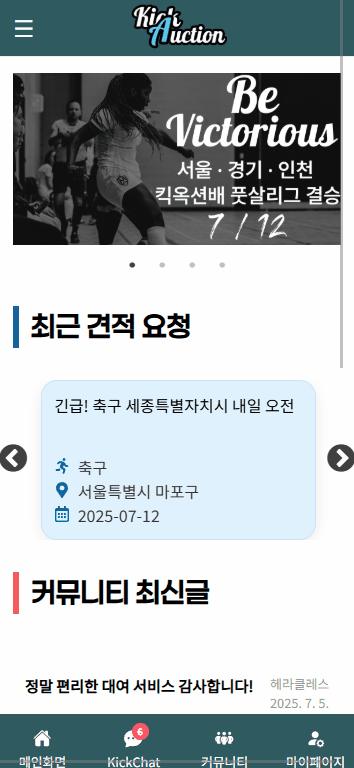 ☰
Kick
Auction
Be
Victorious
서울 · 경기 · 인천
킥옥션배 풋살리그 결승
7 / 12
최근 견적 요청
긴급! 축구 세종특별자치시 내일 오전
축구
서울특별시 마포구
2025-07-12
커뮤니티 최신글
정말 편리한 대여 서비스 감사합니다!
헤라클레스
2025. 7. 5.
6
메인화면
KickChat
커뮤니티
마이페이지